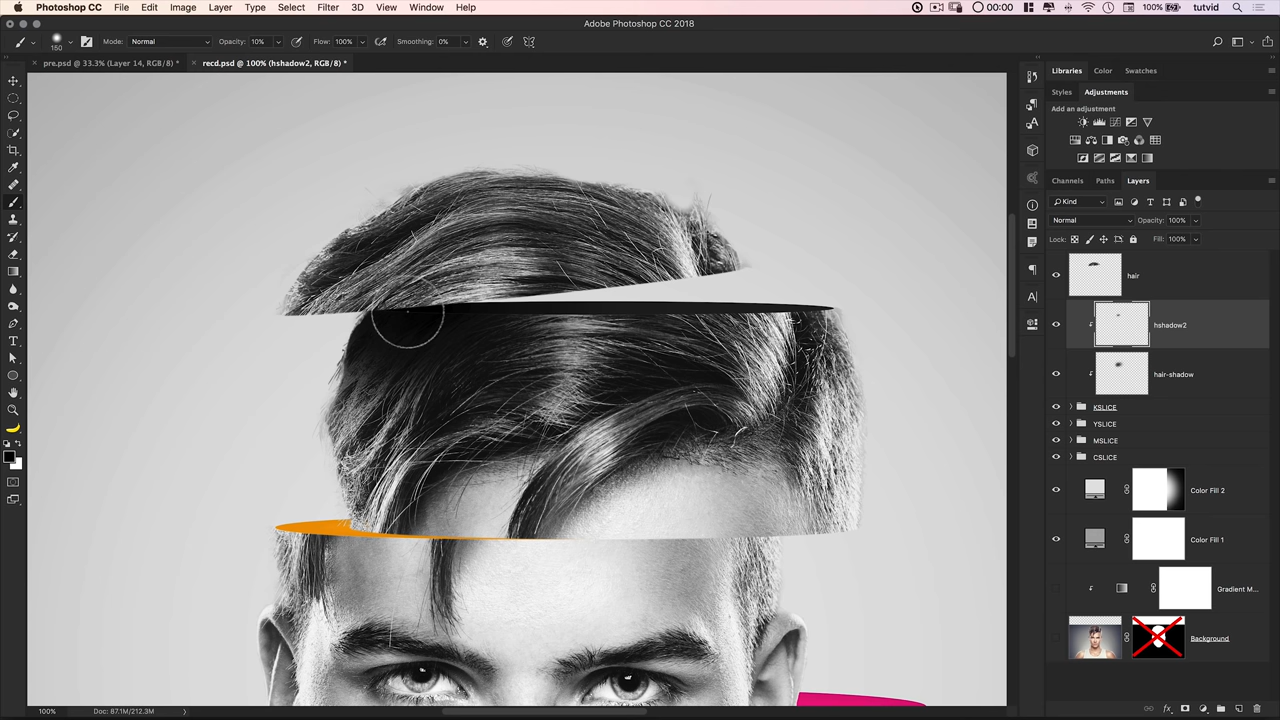 Photoshop CC File Edit Image Layer Type Select Filter 3D View Window Help 00:00 100% tutvid
Adobe Photoshop CC 2018
150 Mode: Normal Opacity: 10% Flow: 100% Smoothing: 0%
× pre.psd @ 33.3% (Layer 14, RGB/8) * × recd.psd @ 100% (hshadow2, RGB/8) *
Libraries Color Swatches
Styles Adjustments
Add an adjustment
Channels Paths Layers
Kind
Normal Opacity: 100%
Lock: Fill: 100%
hair
hshadow2
hair-shadow
KSLICE
YSLICE
MSLICE
CSLICE
Color Fill 2
Color Fill 1
Gradient M...
Background
100% Doc: 87.1M/212.3M